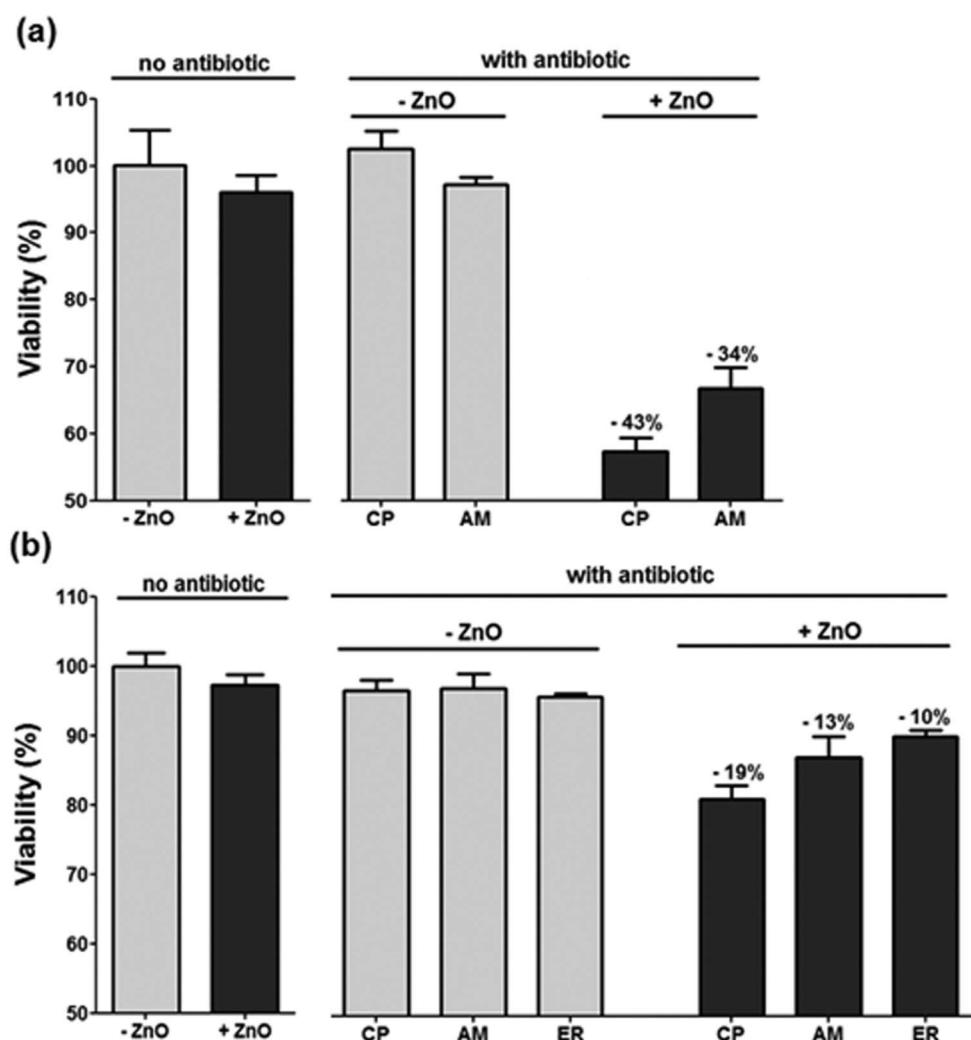 (a)
no antibiotic
with antibiotic
- ZnO
+ ZnO
110
100
90
80
70
60
50
Viability (%)
- 43%
- 34%
- ZnO
+ ZnO
CP
AM
CP
AM
(b)
no antibiotic
with antibiotic
- ZnO
+ ZnO
110
100
90
80
70
60
50
Viability (%)
- 19%
- 13%
- 10%
- ZnO
+ ZnO
CP
AM
ER
CP
AM
ER